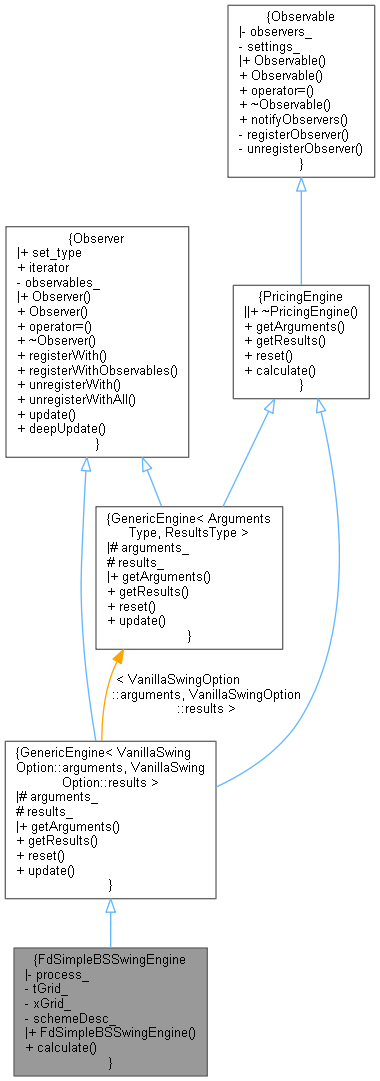 {Observable
|- observers_
- settings_
|+ Observable()
+ Observable()
+ operator=()
+ ~Observable()
+ notifyObservers()
- registerObserver()
- unregisterObserver()
}
{Observer
|+ set_type
+ iterator
- observables_
|+ Observer()
+ Observer()
+ operator=()
+ ~Observer()
+ registerWith()
+ registerWithObservables()
+ unregisterWith()
+ unregisterWithAll()
+ update()
+ deepUpdate()
}
{PricingEngine
||+ ~PricingEngine()
+ getArguments()
+ getResults()
+ reset()
+ calculate()
}
{GenericEngine< Arguments
Type, ResultsType >
|# arguments_
# results_
|+ getArguments()
+ getResults()
+ reset()
+ update()
}
< VanillaSwingOption
::arguments, VanillaSwingOption
::results >
{GenericEngine< VanillaSwing
Option::arguments, VanillaSwing
Option::results >
|# arguments_
# results_
|+ getArguments()
+ getResults()
+ reset()
+ update()
}
{FdSimpleBSSwingEngine
|- process_
- tGrid_
- xGrid_
- schemeDesc_
|+ FdSimpleBSSwingEngine()
+ calculate()
}